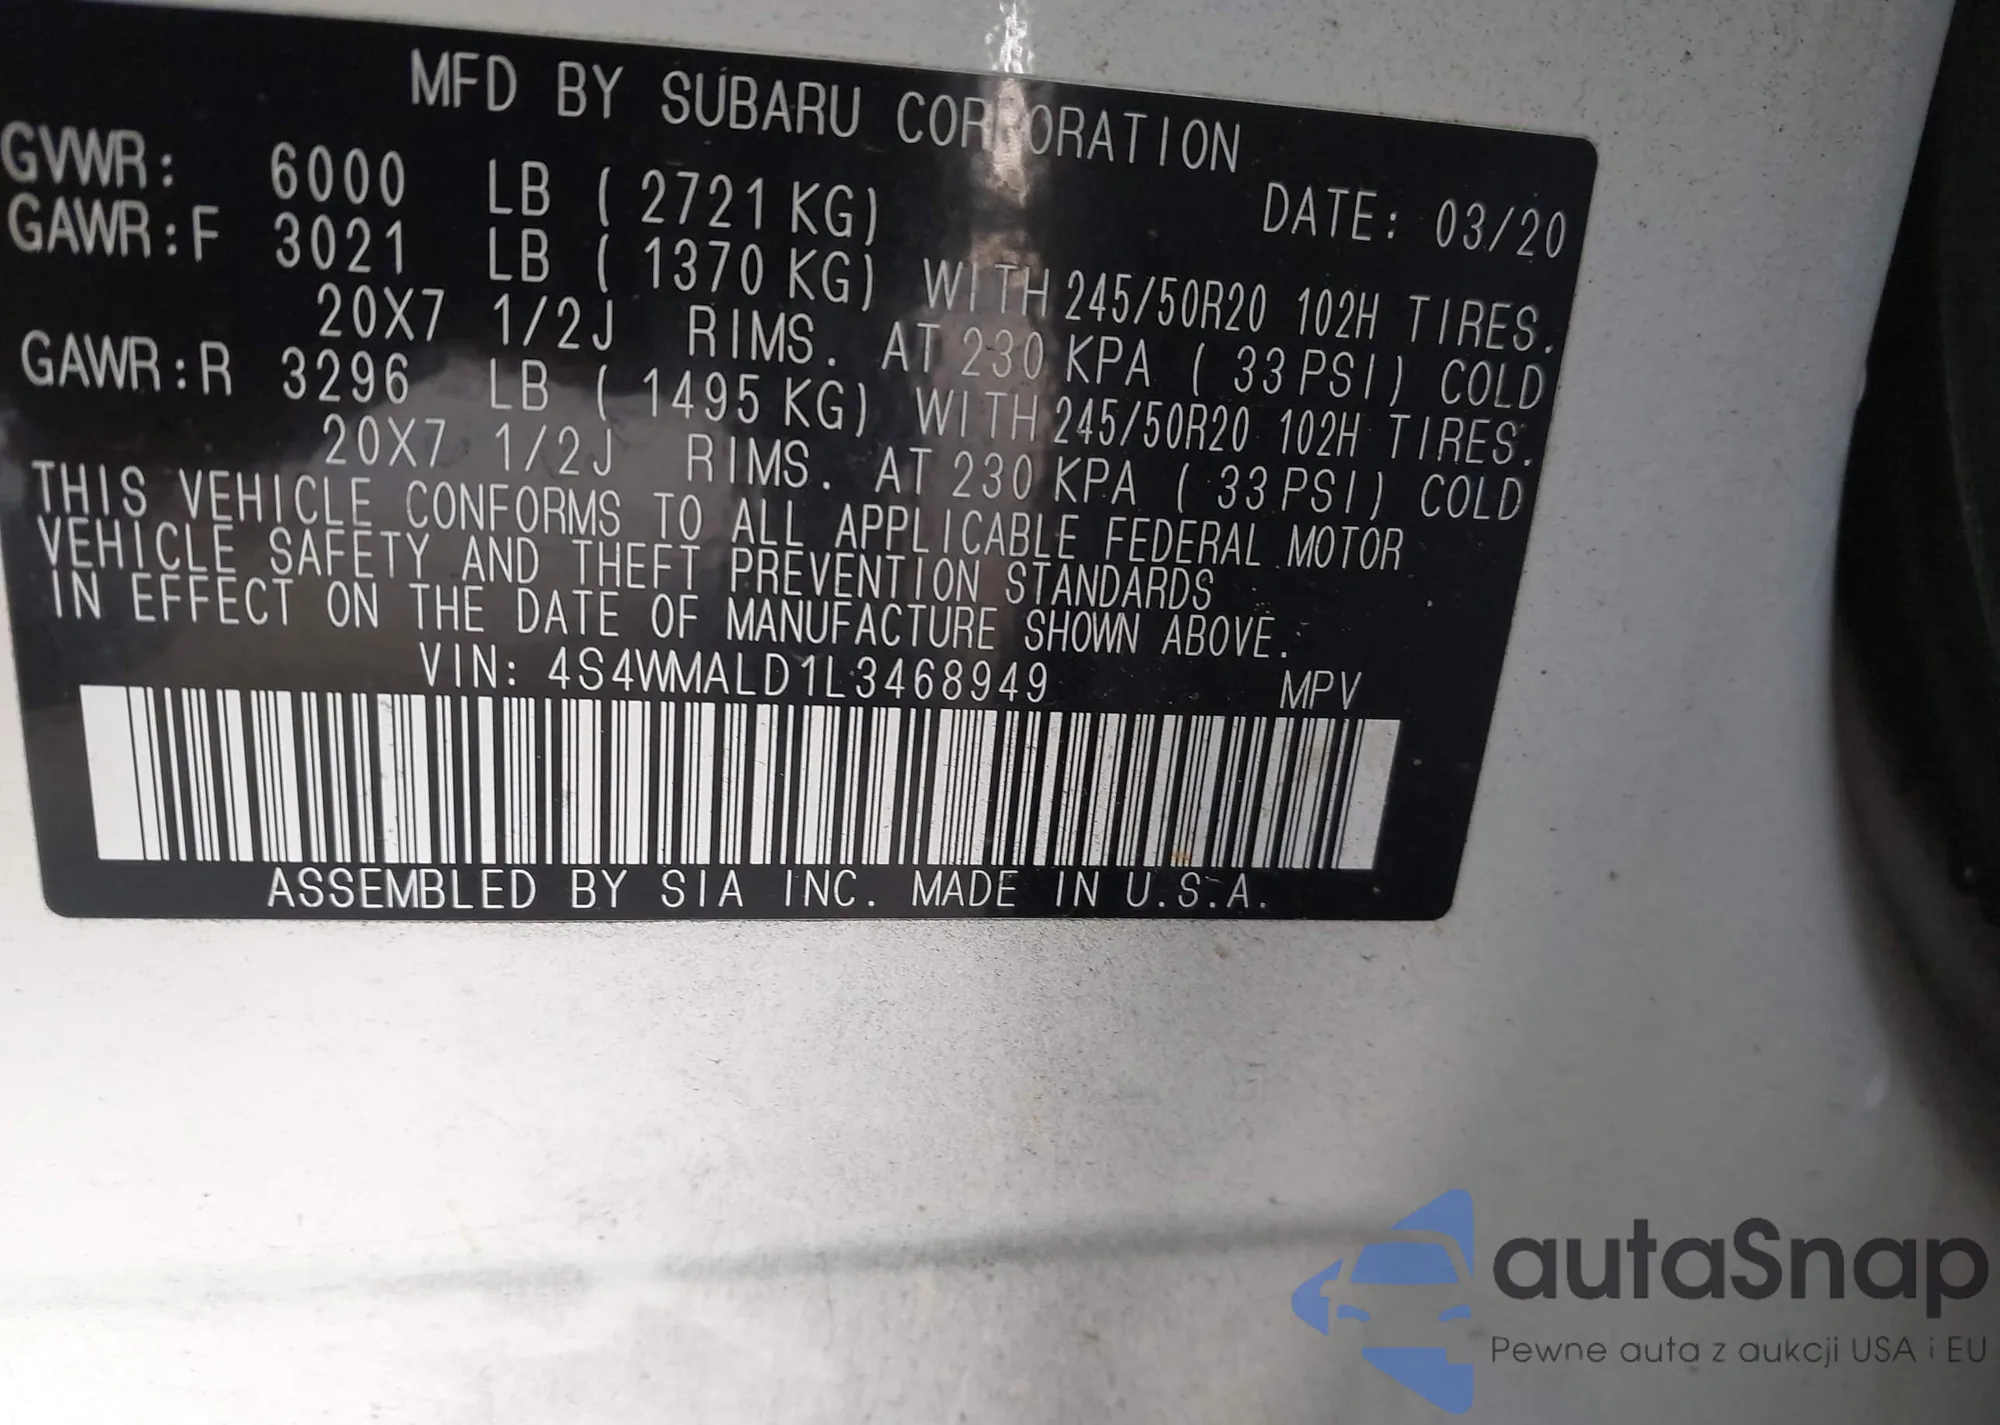 MFD BY SUBARU CORPORATION
GVWR: 6000 LB ( 2721 KG) DATE: 03/20
GAWR:F 3021 LB ( 1370 KG) WITH 245/50R20 102H TIRES.
20X7 1/2J RIMS. AT 230 KPA ( 33 PSI) COLD
GAWR:R 3296 LB ( 1495 KG) WITH 245/50R20 102H TIRES.
20X7 1/2J RIMS. AT 230 KPA ( 33 PSI) COLD
THIS VEHICLE CONFORMS TO ALL APPLICABLE FEDERAL MOTOR
VEHICLE SAFETY AND THEFT PREVENTION STANDARDS
IN EFFECT ON THE DATE OF MANUFACTURE SHOWN ABOVE.
VIN: 4S4WMALD1L3468949 MPV
ASSEMBLED BY SIA INC. MADE IN U.S.A.
autaSnap
Pewne auta z aukcji USA i EU